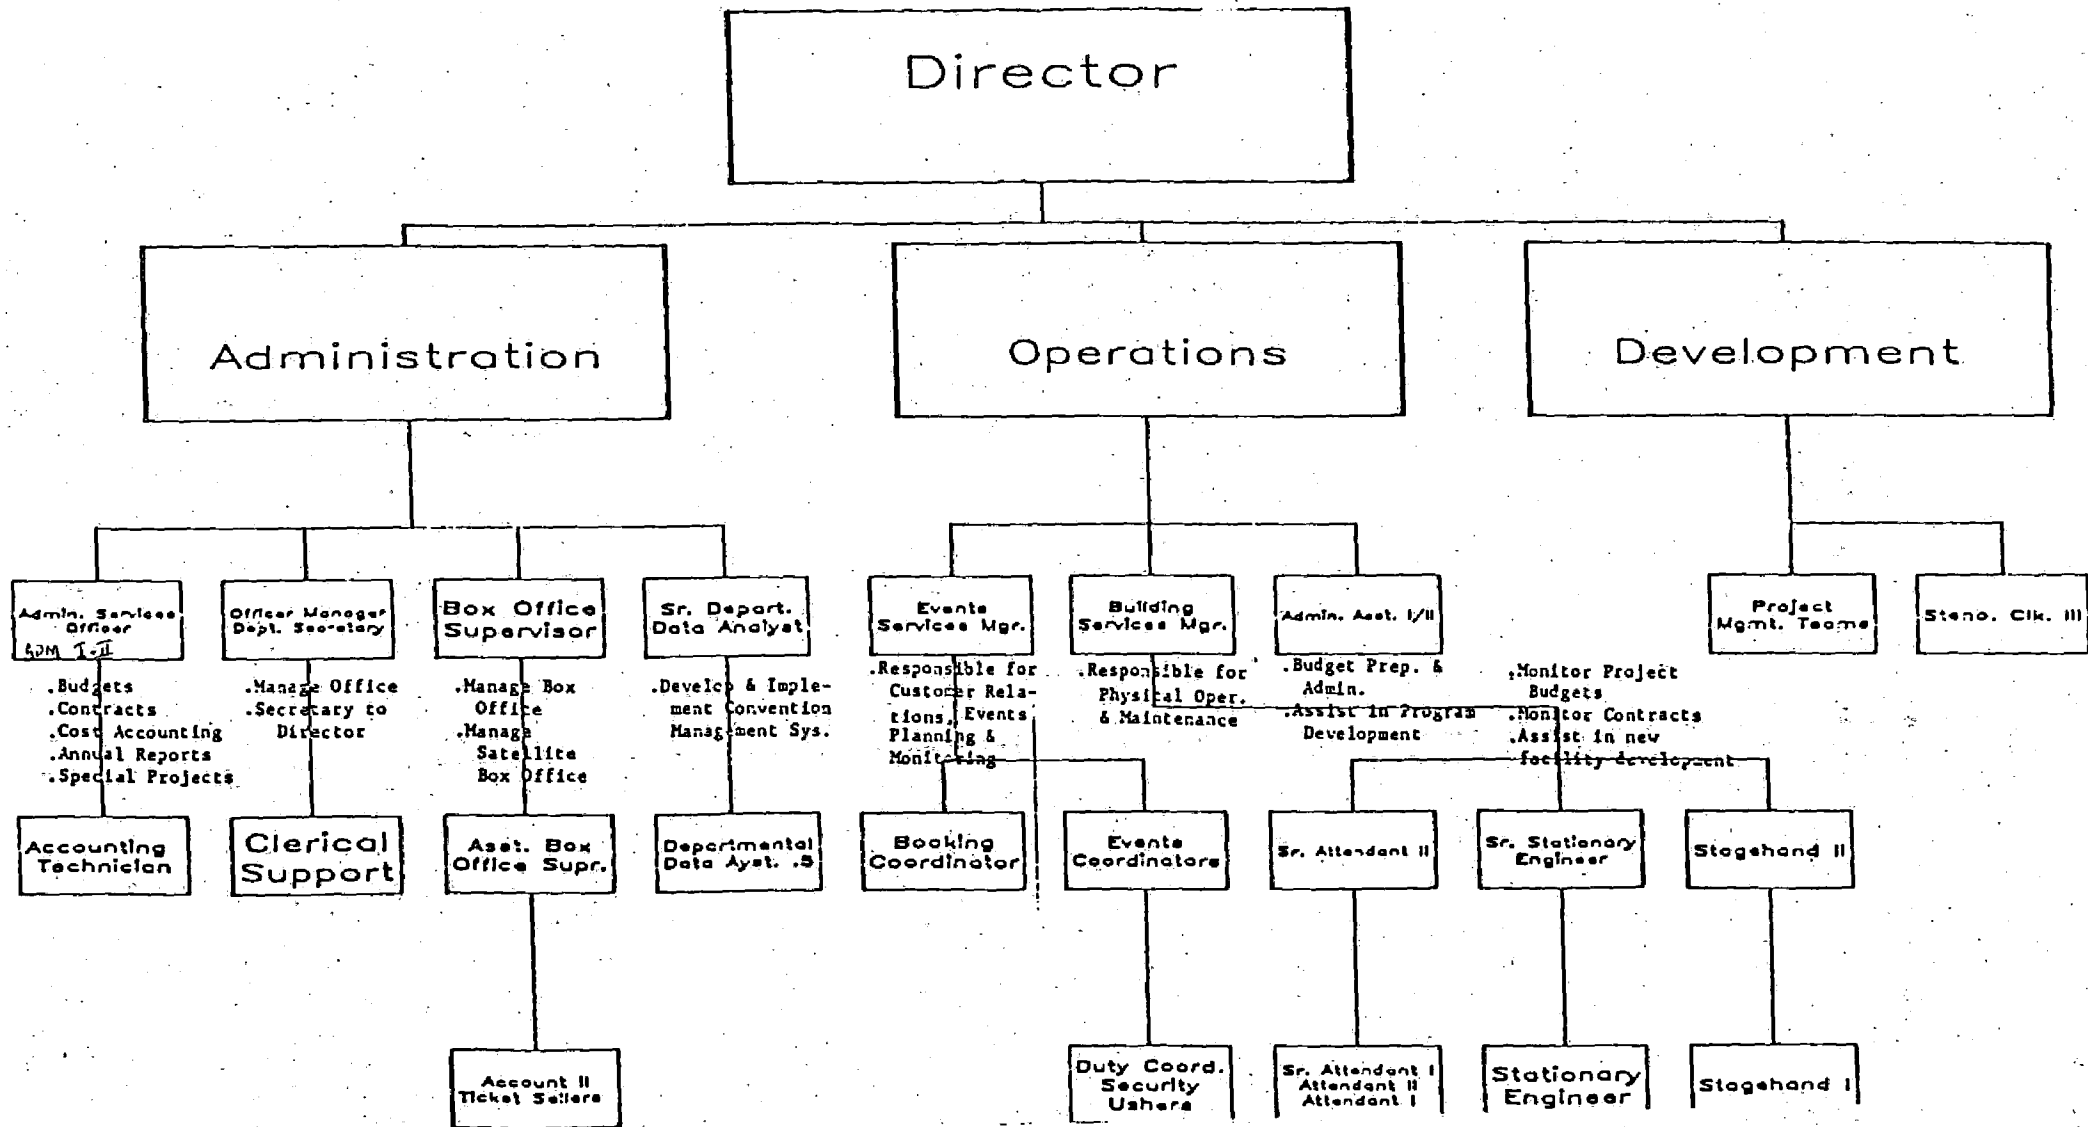 Director
Administration
Operations
Development
Admin. Services
Officer
ADM I-II
Officer Manager
Dept. Secretary
Box Office
Supervisor
Sr. Depart.
Data Analyst
Events
Services Mgr.
Building
Services Mgr.
Admin. Asst. I/II
Project
Mgmt. Teams
Steno. Clk. III
.Budgets
.Contracts
.Cost Accounting
.Annual Reports
.Special Projects
.Manage Office
.Secretary to
Director
.Manage Box
Office
.Manage
Satellite
Box Office
.Develop & Imple-
ment Convention
Management Sys.
.Responsible for
Customer Rela-
tions, Events
Planning &
Monitoring
.Responsible for
Physical Oper.
& Maintenance
.Budget Prep. &
Admin.
.Assist in Program
Development
.Monitor Project
Budgets
.Monitor Contracts
.Assist in new
facility development
Accounting
Technician
Clerical
Support
Asst. Box
Office Supr.
Departmental
Data Ayst. .5
Booking
Coordinator
Events
Coordinators
Sr. Attendant II
Sr. Stationary
Engineer
Stagehand II
Account II
Ticket Sellers
Duty Coord.
Security
Ushers
Sr. Attendant I
Attendant II
Attendant I
Stationary
Engineer
Stagehand I